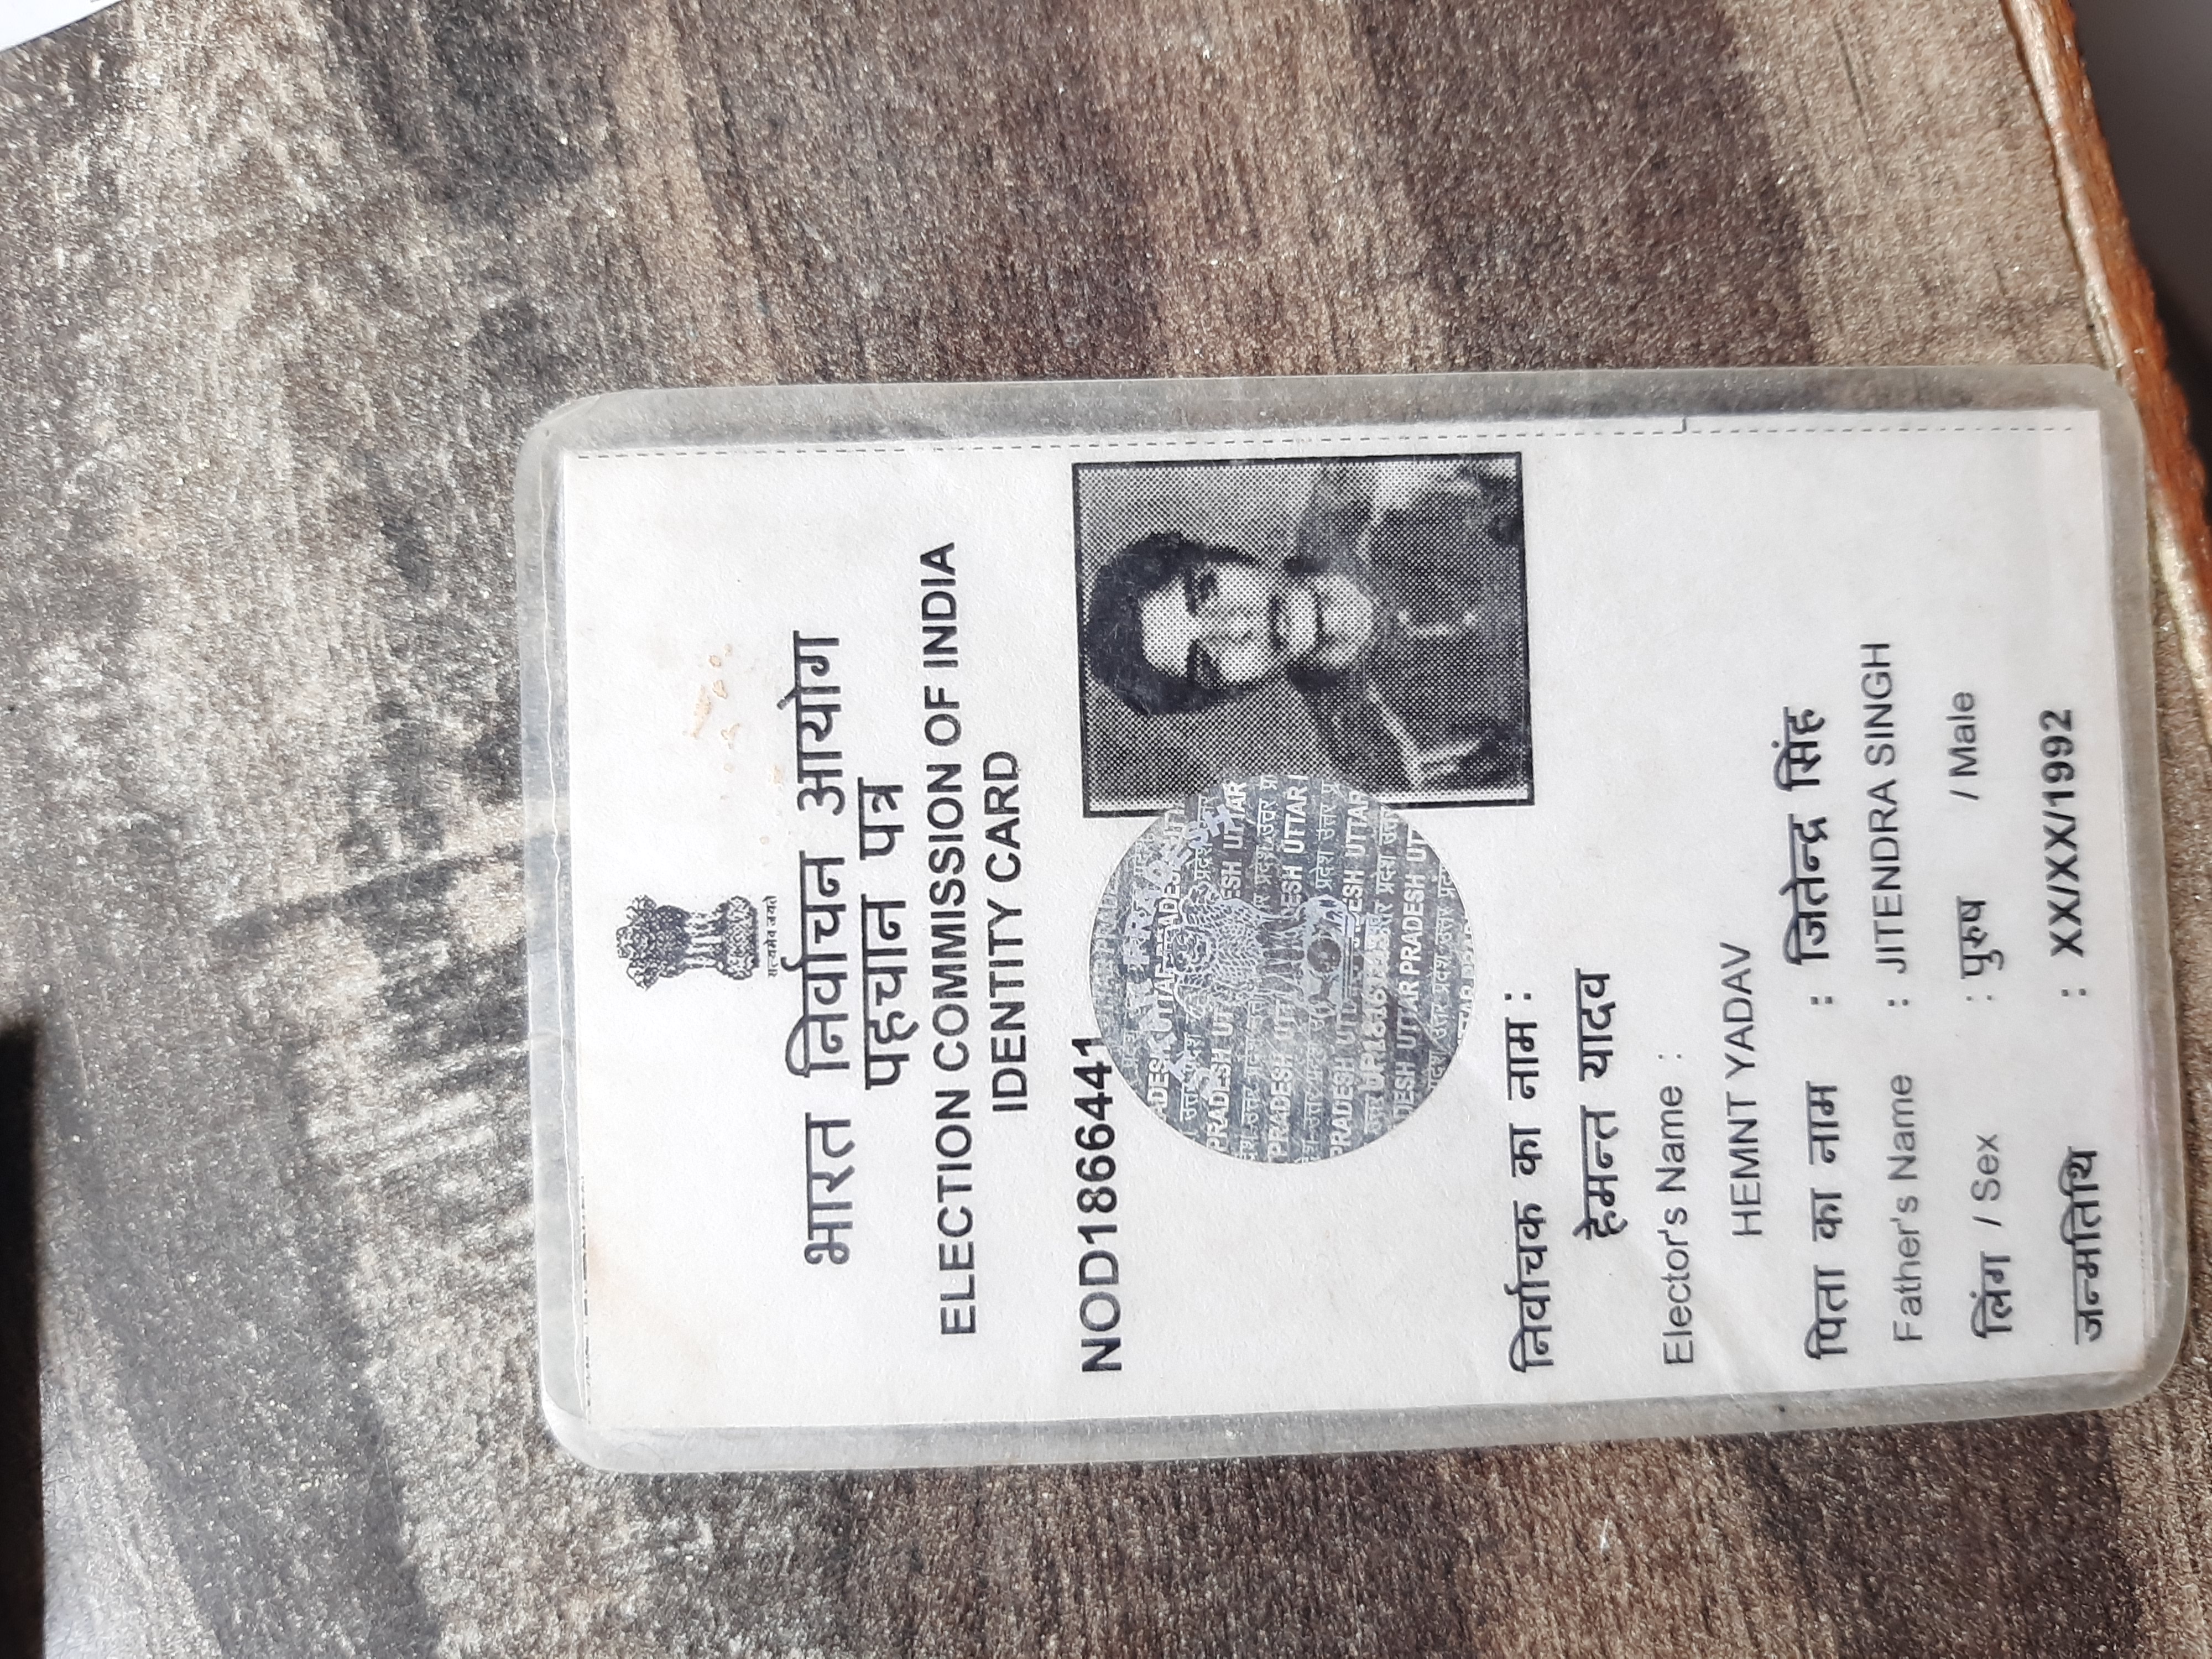 सत्यमेव जयते
भारत निर्वाचन आयोग
पहचान पत्र
ELECTION COMMISSION OF INDIA
IDENTITY CARD
NOD1866441
निर्वाचक का नाम :
हेमन्त यादव
Elector's Name :
HEMNT YADAV
पिता का नाम : जितेन्द्र सिंह
Father's Name : JITENDRA SINGH
लिंग / Sex : पुरुष / Male
जन्मतिथि : XX/XX/1992